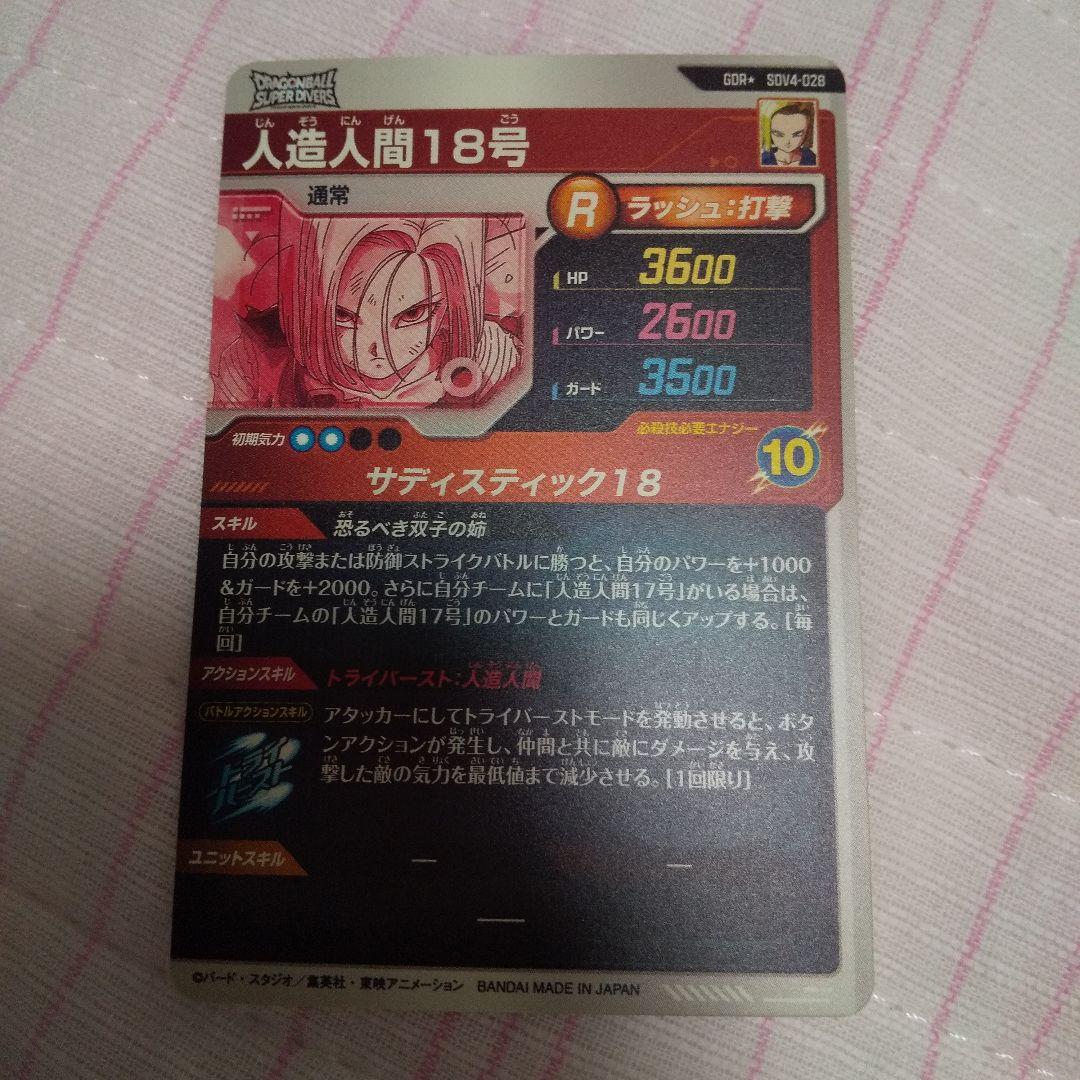 DRAGONBALL
SUPER DIVERS
GDR★ SDV4-028
じんぞうにんげん ごう
人造人間18号
通常
R ラッシュ:打撃
HP 3600
パワー 2600
ガード 3500
初期気力
必殺技必要エナジー
10
サディスティック18
スキル
恐るべき双子の姉
自分の攻撃または防御ストライクバトルに勝つと、自分のパワーを+1000
&ガードを+2000。さらに自分チームに「人造人間17号」がいる場合は、
自分チームの「人造人間17号」のパワーとガードも同じくアップする。[毎
回]
アクションスキル
トライバースト:人造人間
バトルアクションスキル
トライ
バースト
アタッカーにしてトライバーストモードを発動させると、ボタ
ンアクションが発生し、仲間と共に敵にダメージを与え、攻
撃した敵の気力を最低値まで減少させる。[1回限り]
ユニットスキル
— —
—
©バード・スタジオ/集英社・東映アニメーション BANDAI MADE IN JAPAN